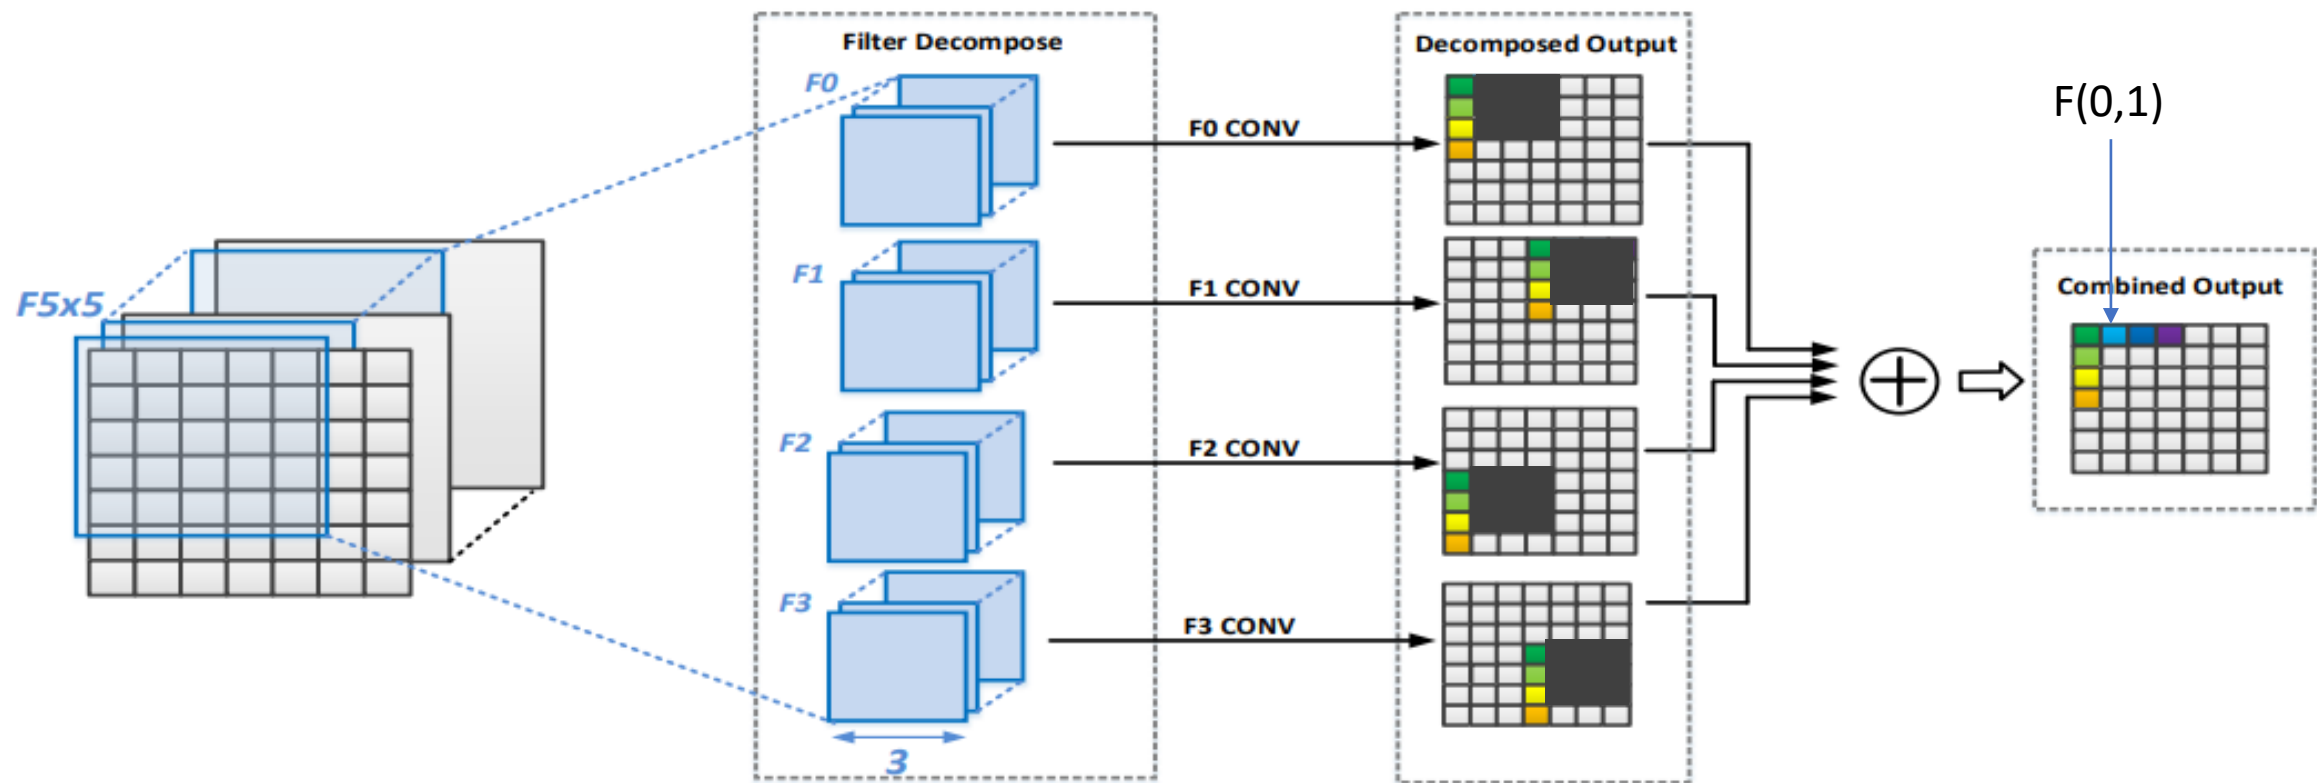 Filter Decompose
Decomposed Output
F(0,1)
F0
F0 CONV
F1
F1 CONV
F5x5
Combined Output
F2
F2 CONV
F3
F3 CONV
3